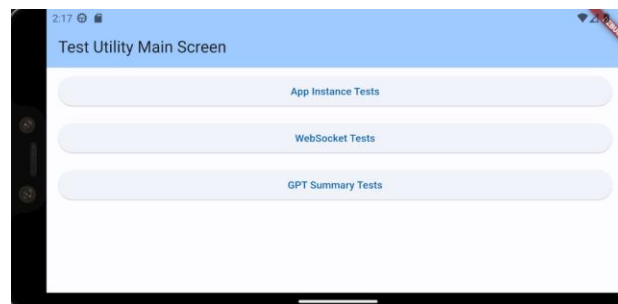 2:17
Test Utility Main Screen
App Instance Tests
WebSocket Tests
GPT Summary Tests